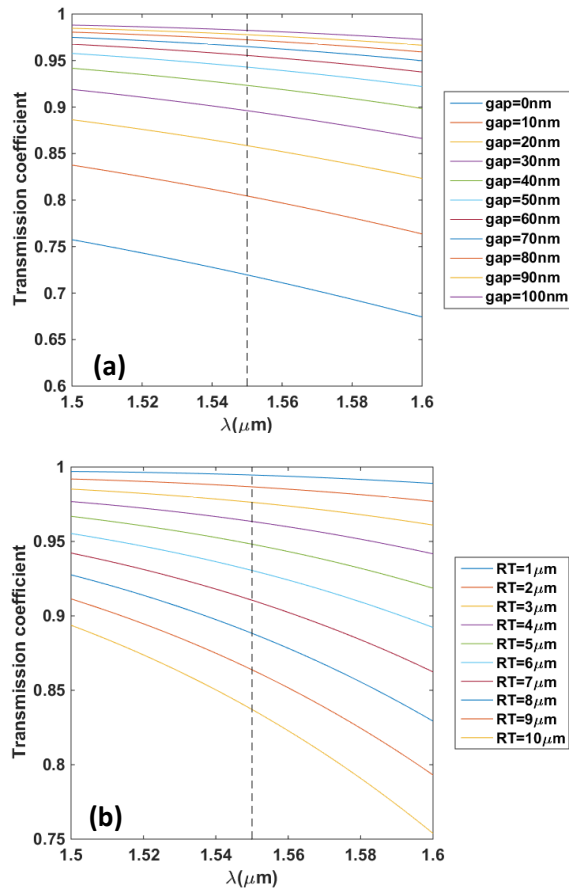 1
0.95
0.9
0.85
0.8
0.75
0.7
0.65
0.6
Transmission coefficient
(a)
1.5 1.52 1.54 1.56 1.58 1.6
λ(μm)
gap=0nm
gap=10nm
gap=20nm
gap=30nm
gap=40nm
gap=50nm
gap=60nm
gap=70nm
gap=80nm
gap=90nm
gap=100nm
1
0.95
0.9
0.85
0.8
0.75
Transmission coefficient
(b)
1.5 1.52 1.54 1.56 1.58 1.6
λ(μm)
RT=1μm
RT=2μm
RT=3μm
RT=4μm
RT=5μm
RT=6μm
RT=7μm
RT=8μm
RT=9μm
RT=10μm